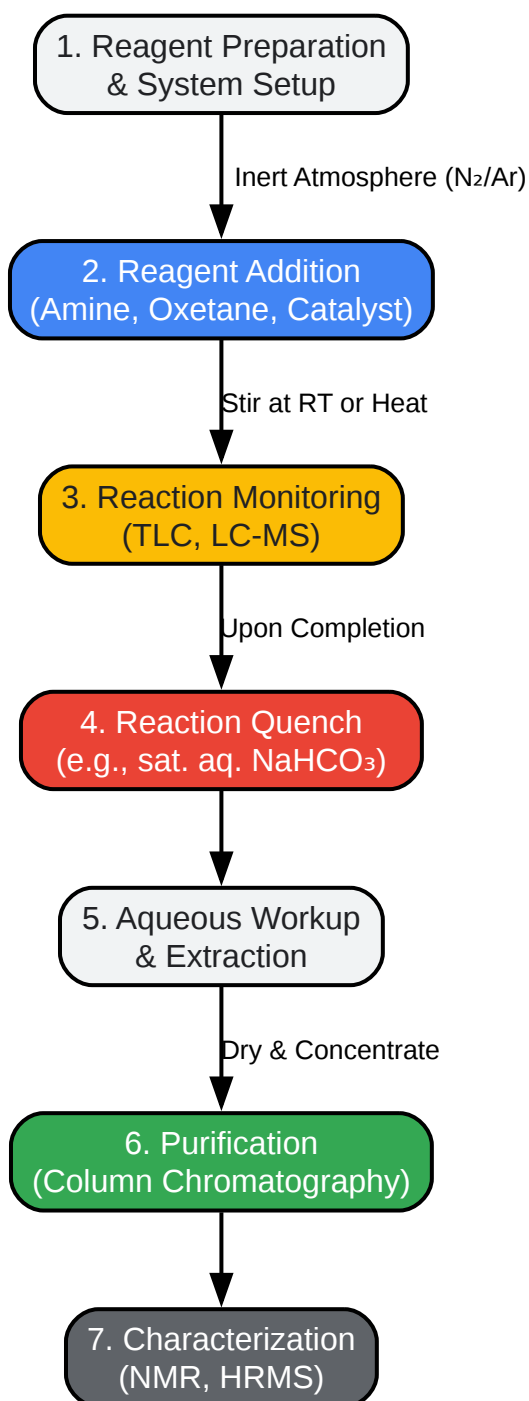 1. Reagent Preparation
& System Setup
Inert Atmosphere (N₂/Ar)
2. Reagent Addition
(Amine, Oxetane, Catalyst)
Stir at RT or Heat
3. Reaction Monitoring
(TLC, LC-MS)
Upon Completion
4. Reaction Quench
(e.g., sat. aq. NaHCO₃)
5. Aqueous Workup
& Extraction
Dry & Concentrate
6. Purification
(Column Chromatography)
7. Characterization
(NMR, HRMS)